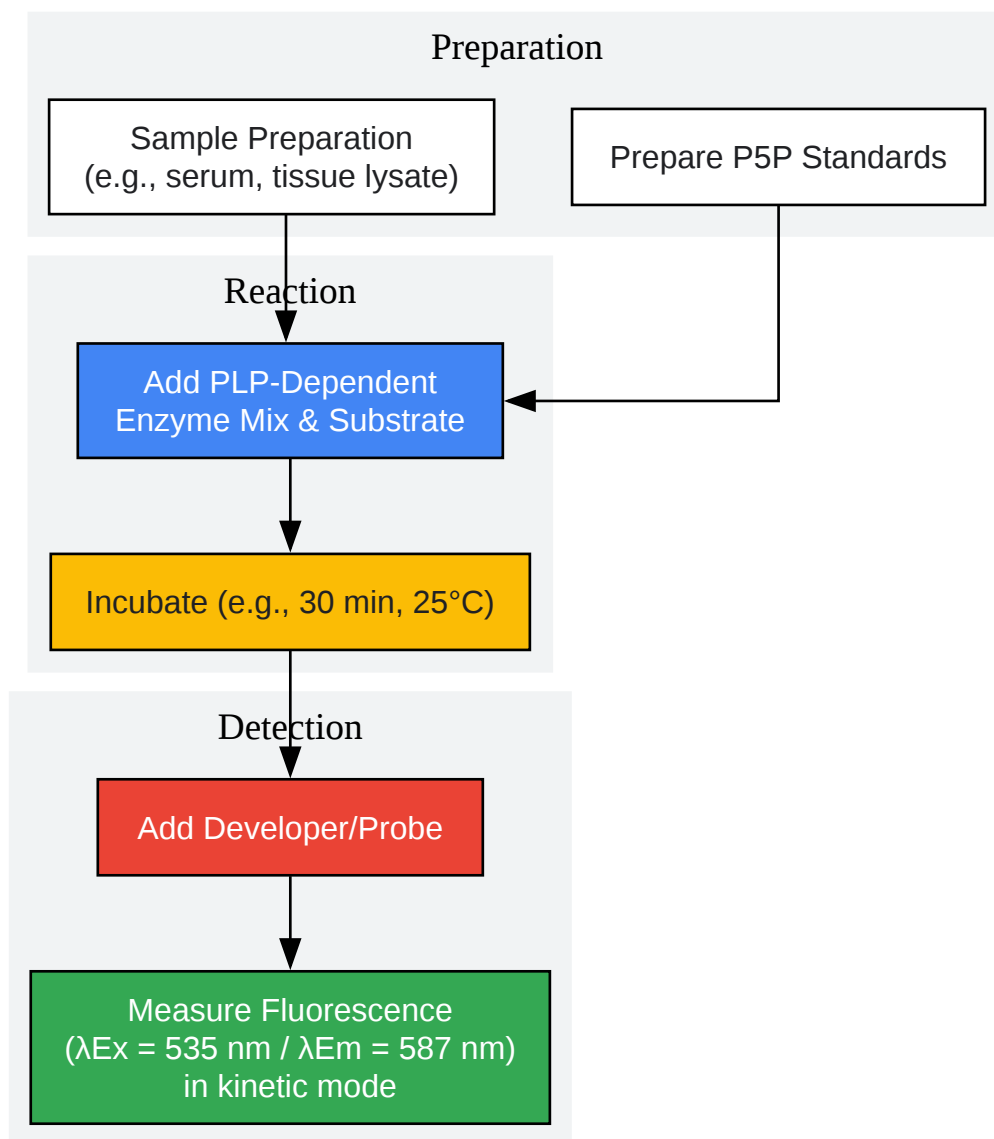 Preparation
Sample Preparation
(e.g., serum, tissue lysate)
Prepare P5P Standards
Reaction
Add PLP-Dependent
Enzyme Mix & Substrate
Incubate (e.g., 30 min, 25°C)
Detection
Add Developer/Probe
Measure Fluorescence
(λEx = 535 nm / λEm = 587 nm)
in kinetic mode